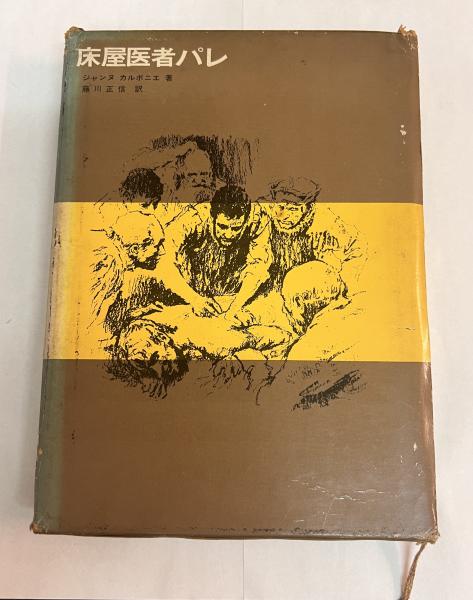 床屋医者パレ
ジャンヌ カルボニエ 著
藤川正信 訳